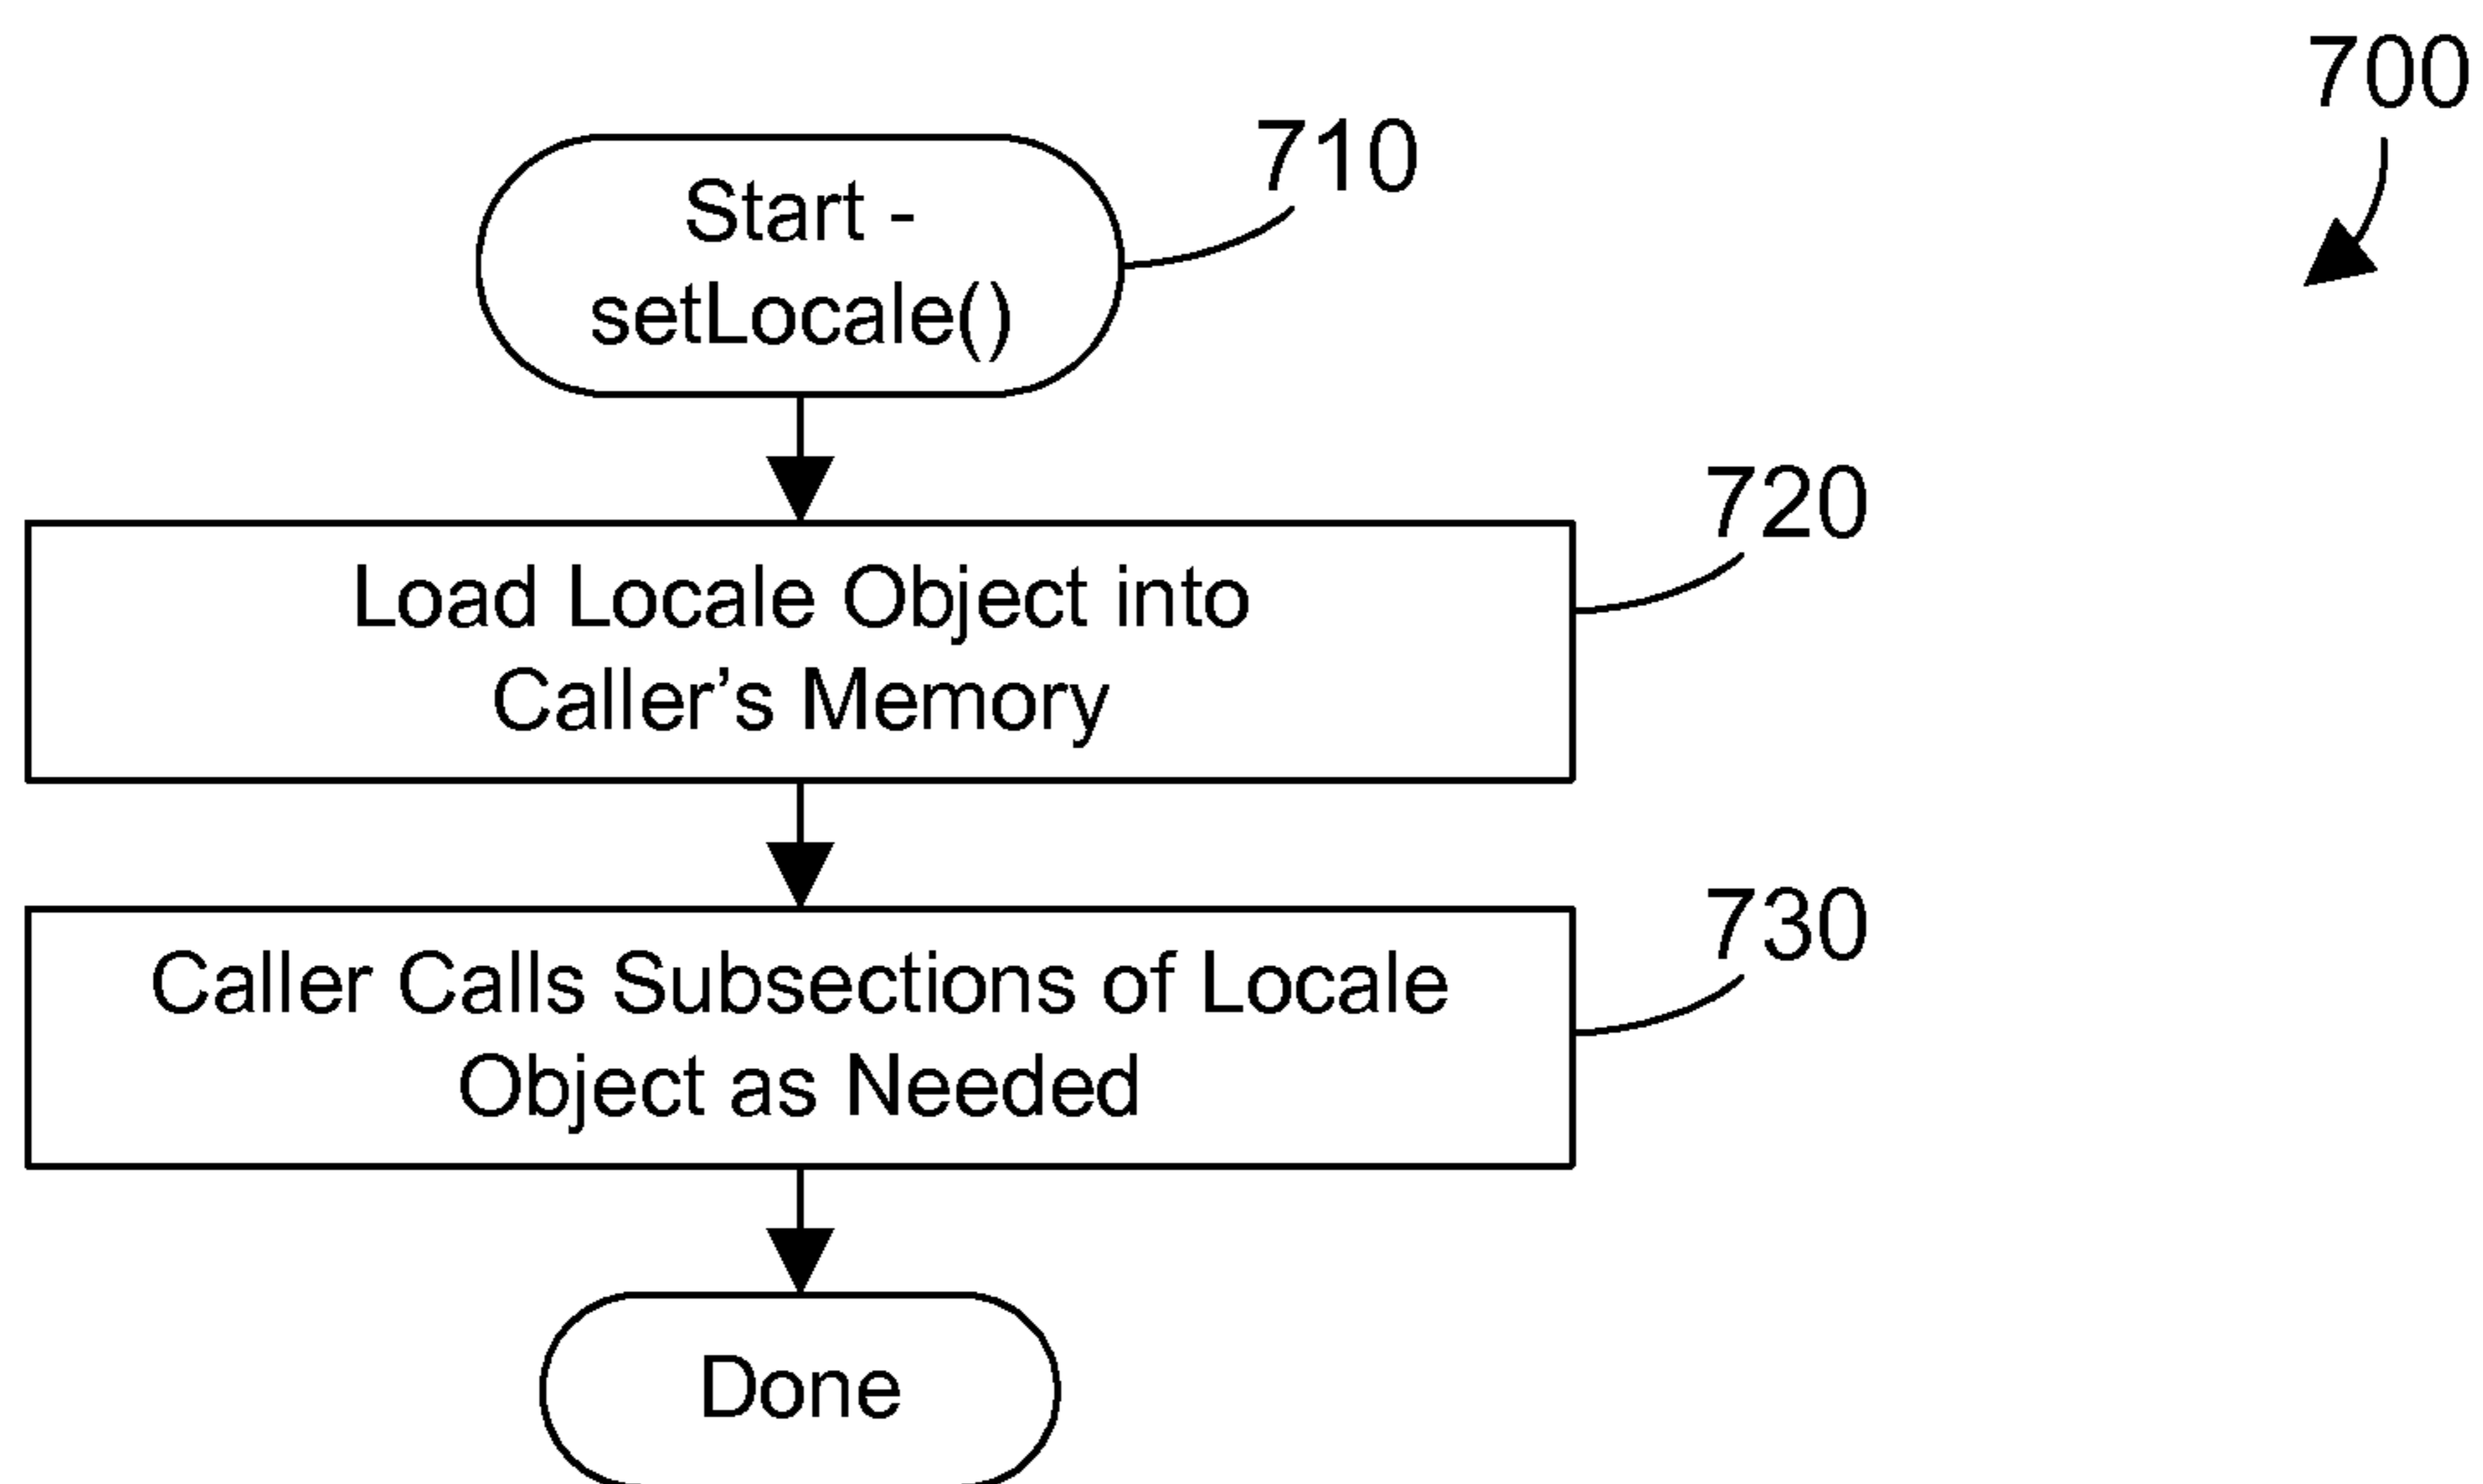 700
710
Start -
setLocale()
720
Load Locale Object into
Caller’s Memory
730
Caller Calls Subsections of Locale
Object as Needed
Done